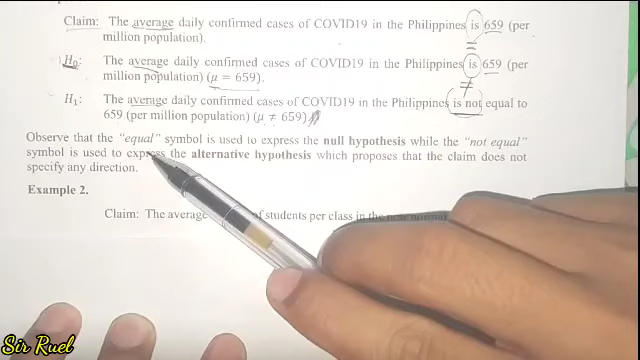 Claim: The average daily confirmed cases of COVID19 in the Philippines is 659 (per
million population).
H0: The average daily confirmed cases of COVID19 in the Philippines is 659 (per
million population) (μ = 659).
≠
H1: The average daily confirmed cases of COVID19 in the Philippines is not equal to
659 (per million population) (μ ≠ 659)
Observe that the "equal" symbol is used to express the null hypothesis while the "not equal"
symbol is used to express the alternative hypothesis which proposes that the claim does not
specify any direction.
Example 2.
Claim: The average of students per class in the new normal
Sir Ruel